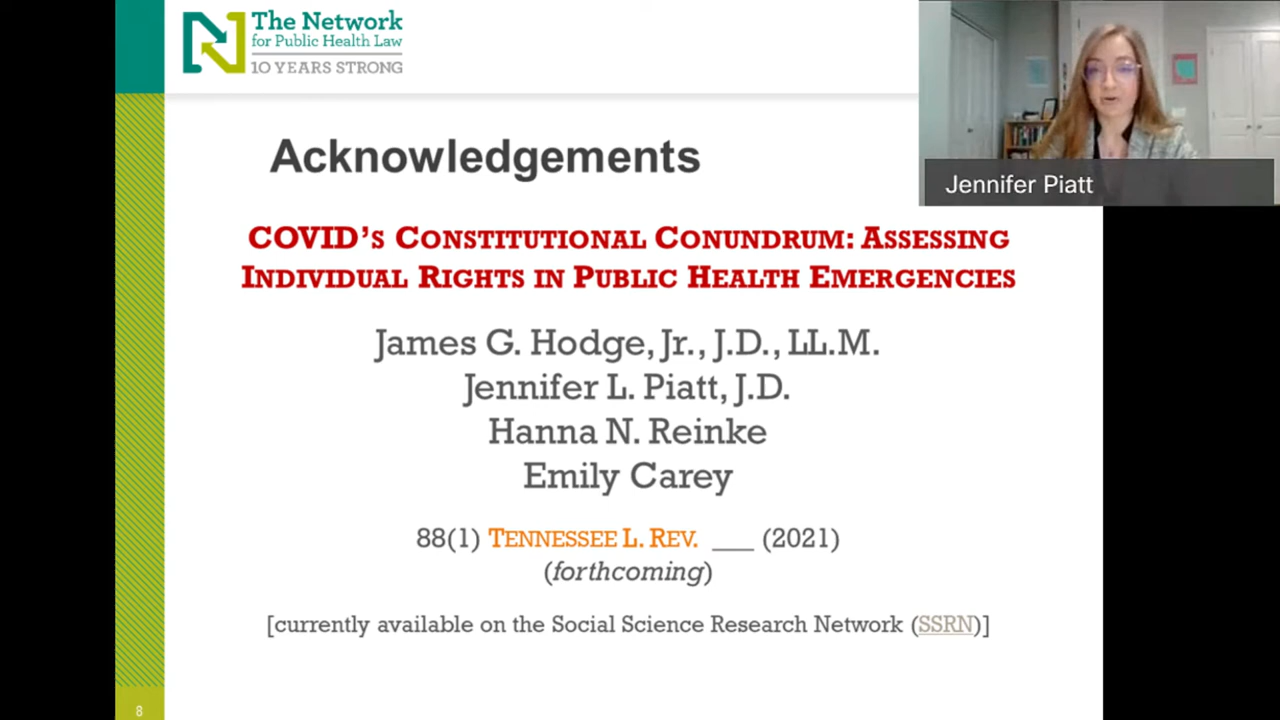 The Network
for Public Health Law
10 YEARS STRONG
Jennifer Piatt
Acknowledgements
COVID'S CONSTITUTIONAL CONUNDRUM: ASSESSING
INDIVIDUAL RIGHTS IN PUBLIC HEALTH EMERGENCIES
James G. Hodge, Jr., J.D., LL.M.
Jennifer L. Piatt, J.D.
Hanna N. Reinke
Emily Carey
88(1) TENNESSEE L. REV. ___ (2021)
(forthcoming)
[currently available on the Social Science Research Network (SSRN)]
8